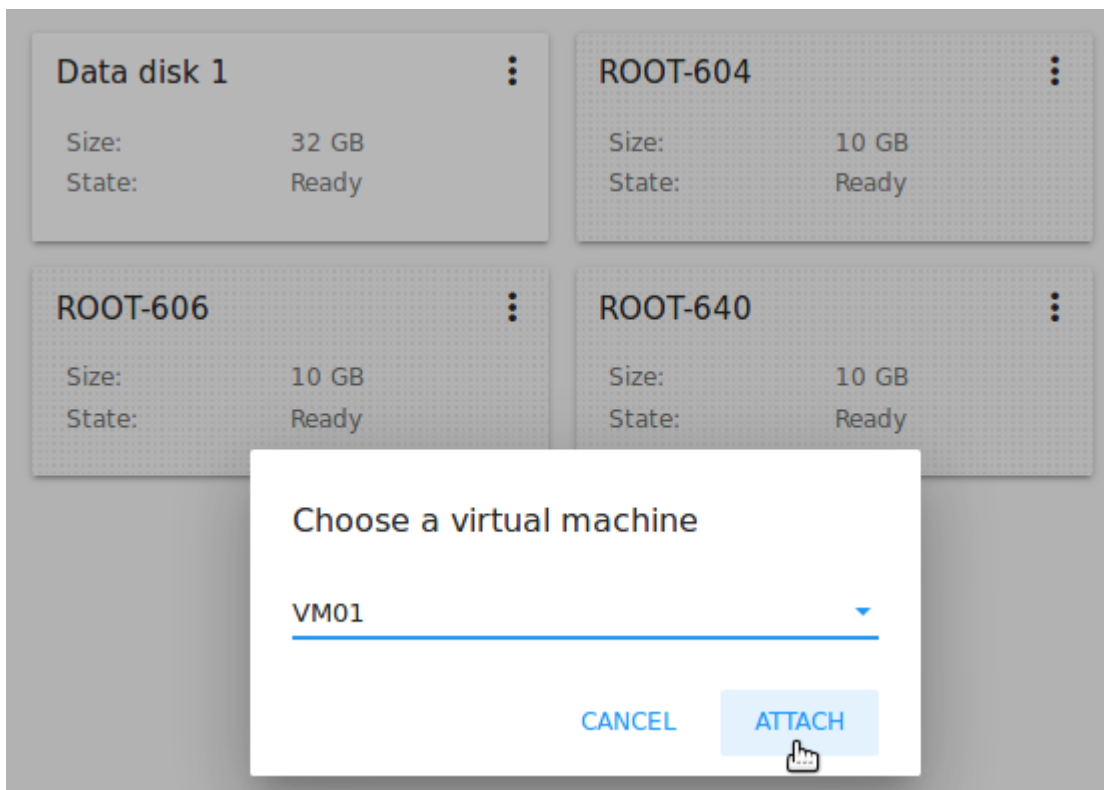 Data disk 1
Size: 32 GB
State: Ready
ROOT-604
Size: 10 GB
State: Ready
ROOT-606
Size: 10 GB
State: Ready
ROOT-640
Size: 10 GB
State: Ready
Choose a virtual machine
VM01
CANCEL ATTACH